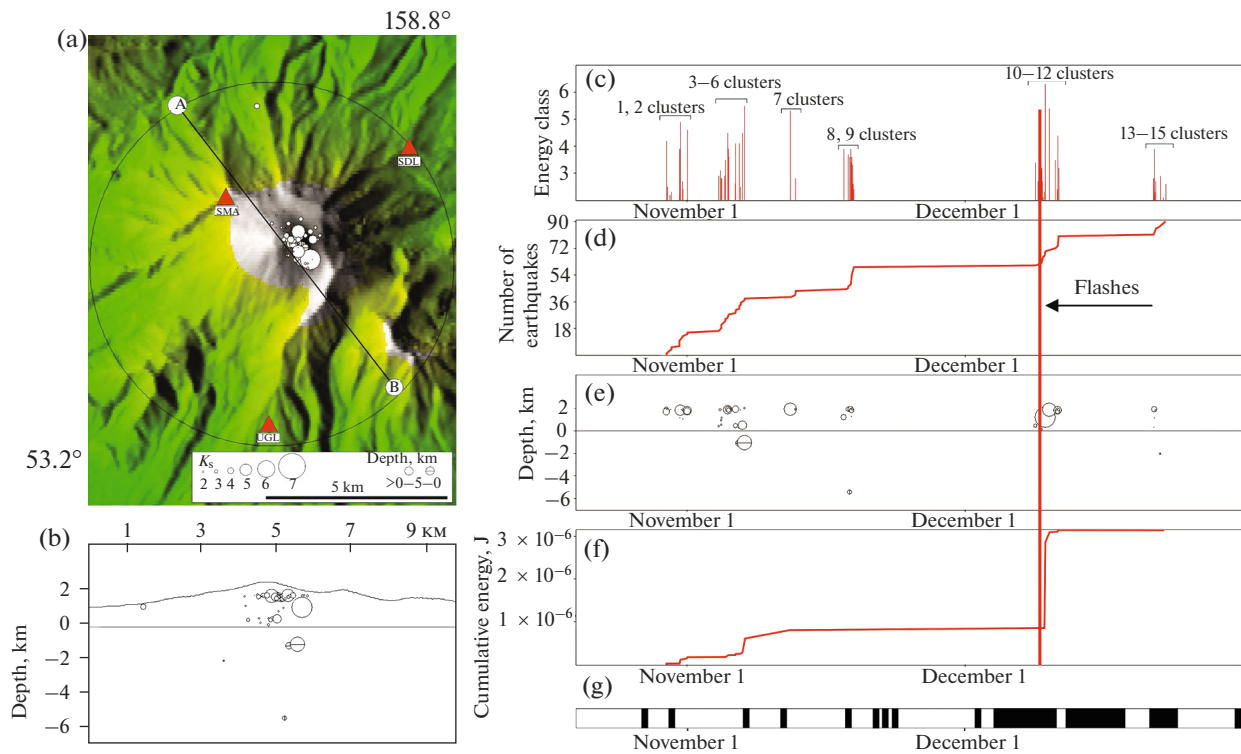 158.8°
(a)
A
SDL
SMA
B
UGL
53.2°
Ks
2 3 4 5 6 7
Depth, km
>0−5−0
5 km
(b)
1 3 5 7 9 КМ
Depth, km
2
0
−2
−4
−6
(c)
Energy class
6
5
4
3
1, 2 clusters
3−6 clusters
7 clusters
8, 9 clusters
10−12 clusters
13−15 clusters
November 1 December 1
(d)
Number of
earthquakes
90
72
54
36
18
Flashes
November 1 December 1
(e)
Depth, km
2
0
−2
−4
−6
November 1 December 1
(f)
Cumulative energy, J
3 × 10−6
2 × 10−6
1 × 10−6
November 1 December 1
(g)
November 1 December 1